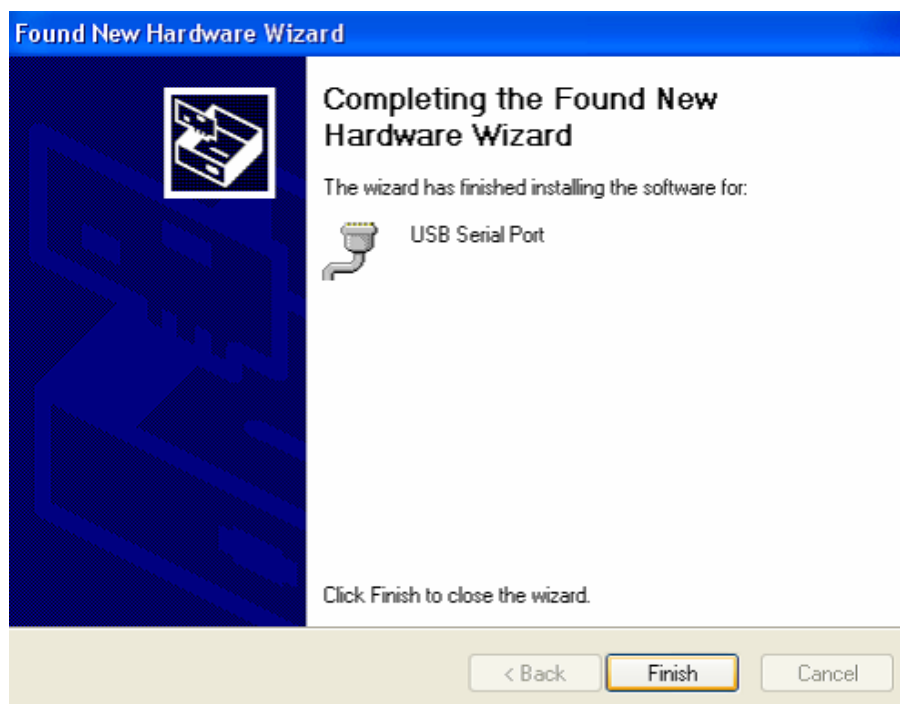 Found New Hardware Wizard
Completing the Found New
Hardware Wizard
The wizard has finished installing the software for:
USB Serial Port
Click Finish to close the wizard.
< Back
Finish
Cancel